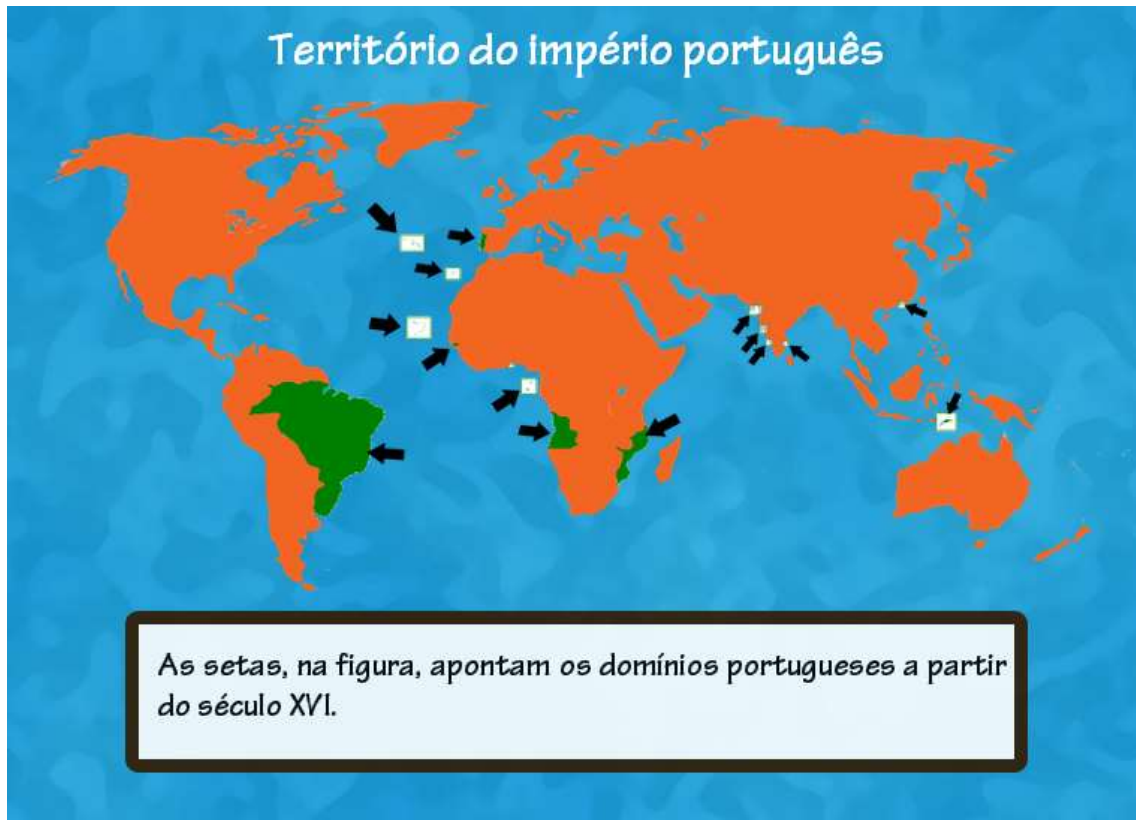 Território do império português
As setas, na figura, apontam os domínios portugueses a partir
do século XVI.